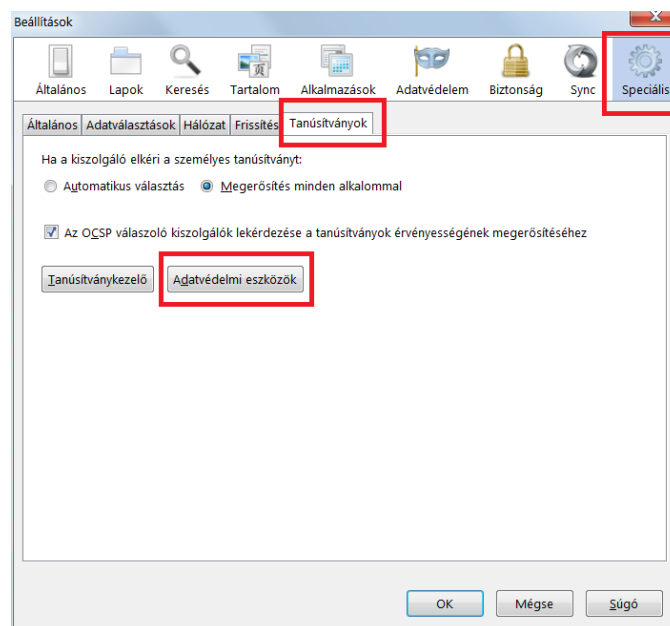 Beállítások
Általános Lapok Keresés Tartalom Alkalmazások Adatvédelem Biztonság Sync Speciális
Általános Adatválasztások Hálózat Frissítés Tanúsítványok
Ha a kiszolgáló elkéri a személyes tanúsítványt:
Automatikus választás Megerősítés minden alkalommal
Az OCSP válaszoló kiszolgálók lekérdezése a tanúsítványok érvényességének megerősítéséhez
Tanúsítványkezelő Adatvédelmi eszközök
OK Mégse Súgó